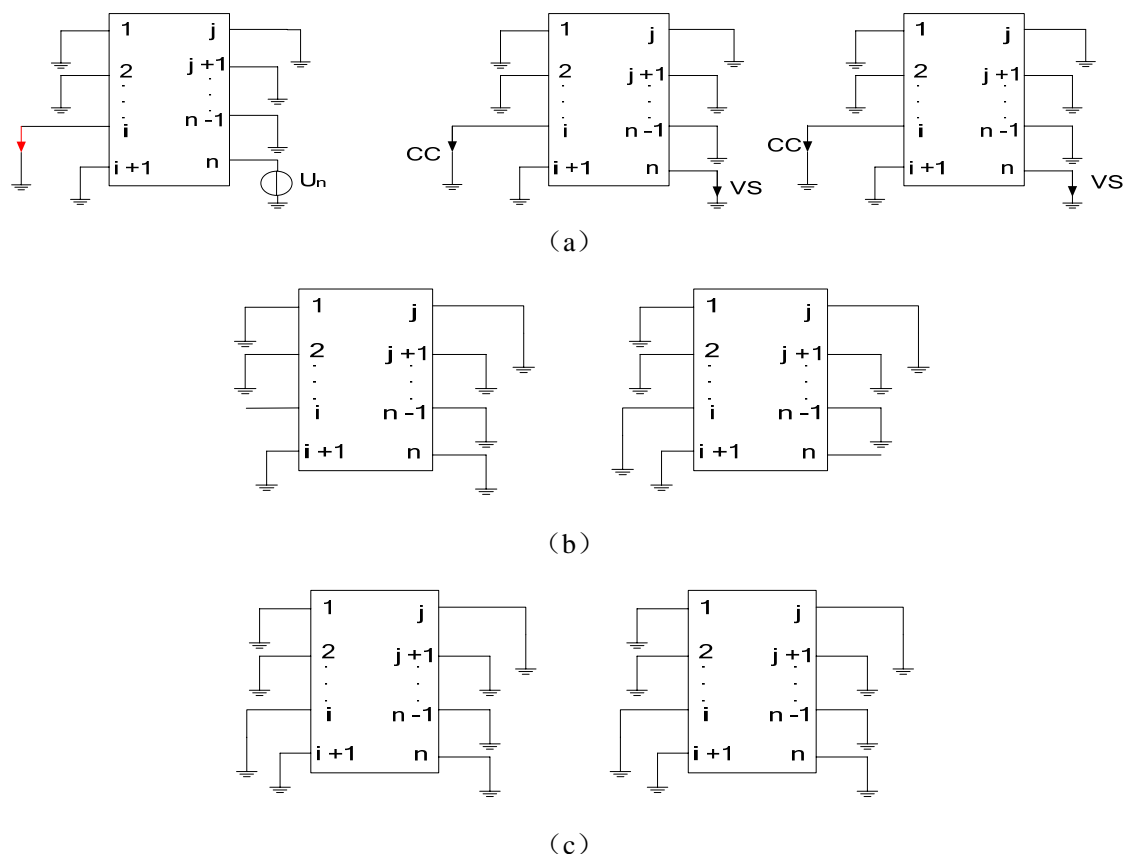 1 j
2 j+1
i n-1
i+1 n
Un
1 j
2 j+1
CC i n-1
i+1 n
VS
1 j
2 j+1
CC i n-1
i+1 n
VS
（a）
1 j
2 j+1
i n-1
i+1 n
1 j
2 j+1
i n-1
i+1 n
（b）
1 j
2 j+1
i n-1
i+1 n
1 j
2 j+1
i n-1
i+1 n
（c）